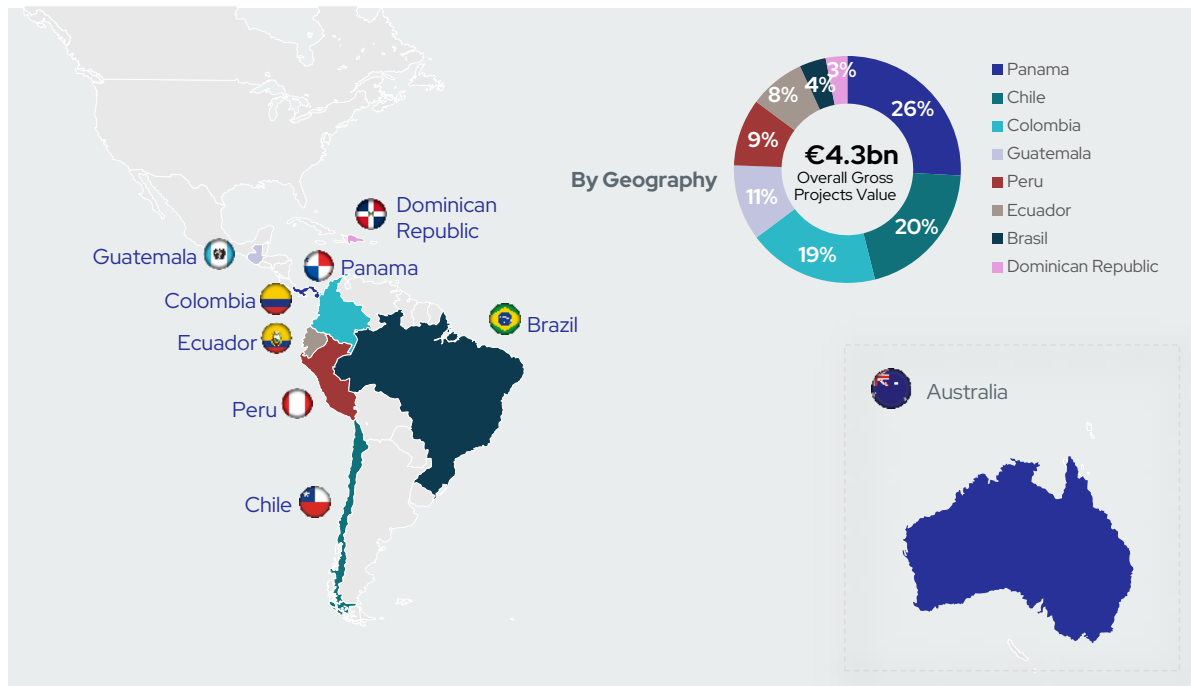 Dominican
Republic
Guatemala
Panama
Colombia
Brazil
Ecuador
Peru
Chile
By Geography
3%
4%
8%
26%
9%
€4.3bn
Overall Gross
Projects Value
11%
20%
19%
Panama
Chile
Colombia
Guatemala
Peru
Ecuador
Brasil
Dominican Republic
Australia